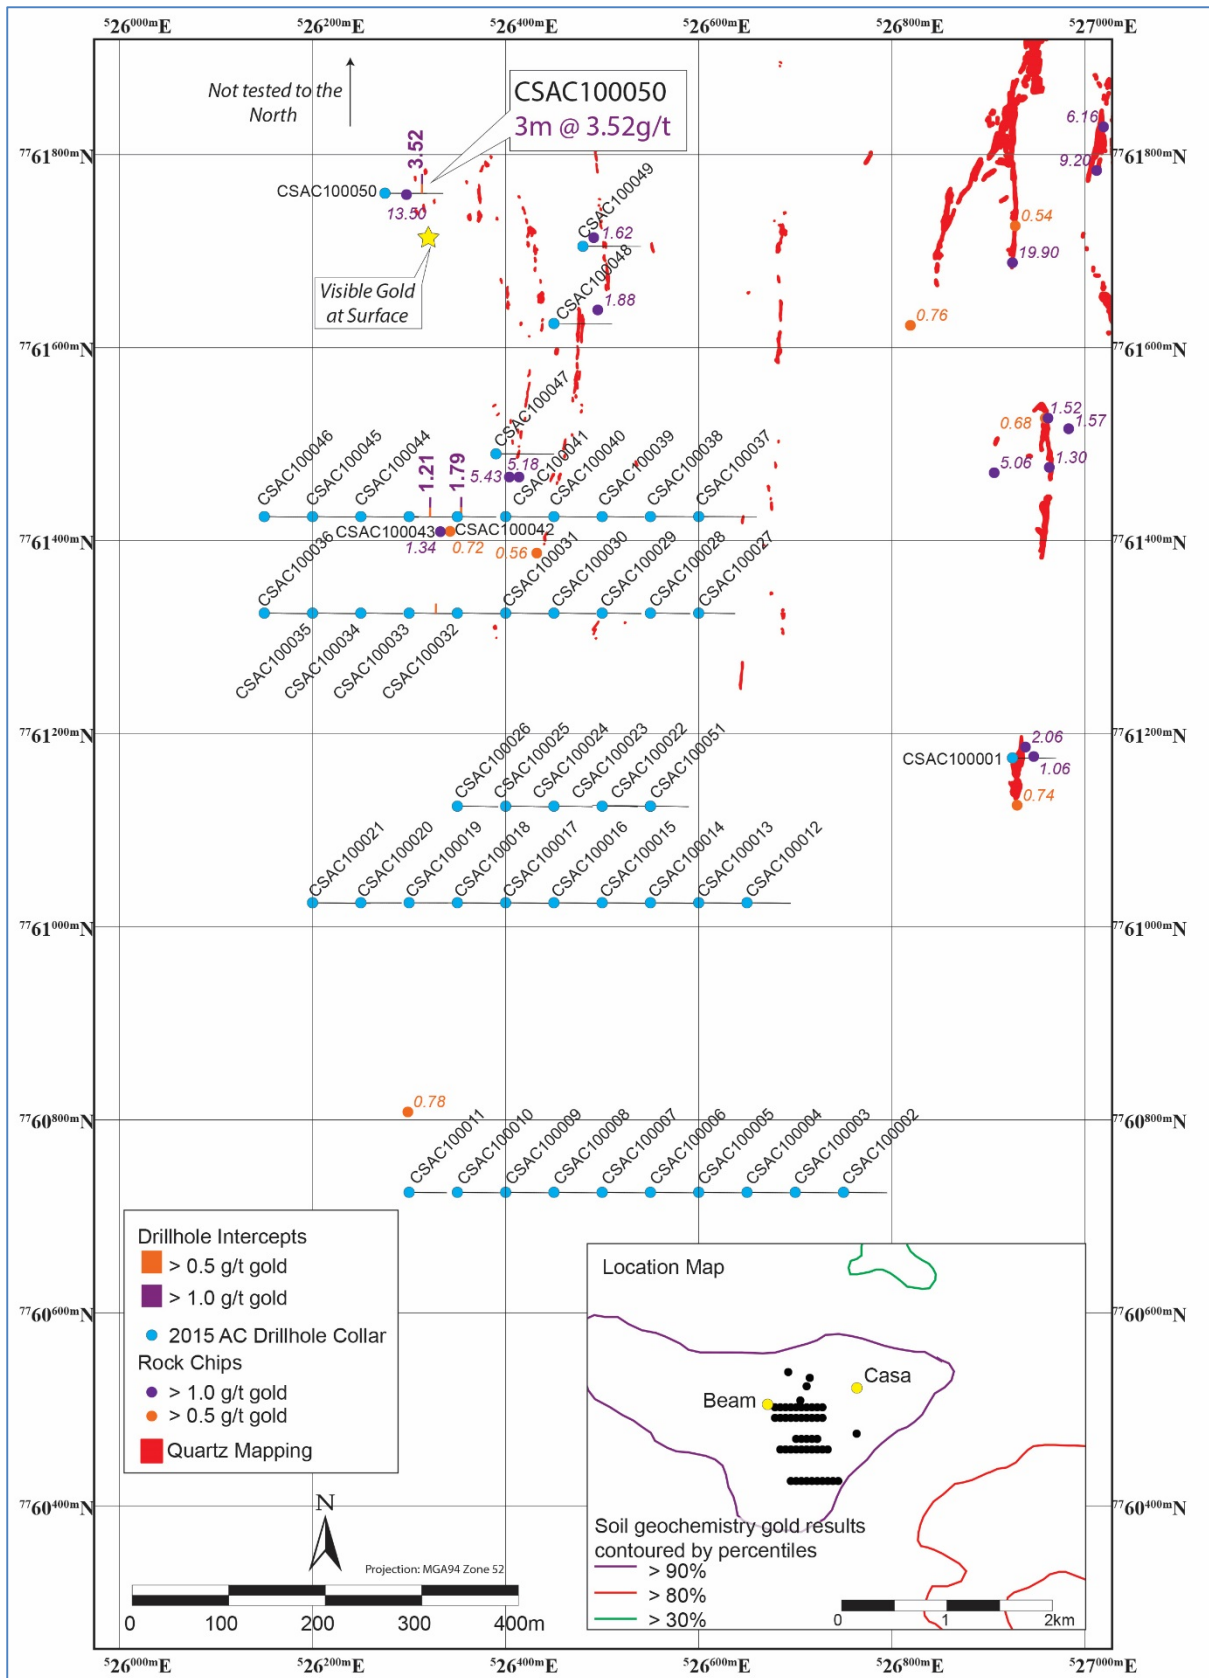 526000mE 526200mE 526400mE 526600mE 526800mE 527000mE
Not tested to the
North
CSAC100050
3m @ 3.52g/t
6.16
7761800mN
3.52
9.20
7761800mN
CSAC100050
13.50
CSAC100049
1.62
0.54
19.90
Visible Gold
at Surface
CSAC100048
1.88
0.76
7761600mN
7761600mN
CSAC100047
1.52
0.68
1.57
5.06
1.30
CSAC100046
CSAC100045
CSAC100044
1.21
1.79
5.43
5.18
CSAC100041
CSAC100040
CSAC100039
CSAC100038
CSAC100037
CSAC100043
CSAC100042
1.34
0.72
0.56
7761400mN
7761400mN
CSAC100036
CSAC100031
CSAC100030
CSAC100029
CSAC100028
CSAC100027
CSAC100035
CSAC100034
CSAC100033
CSAC100032
7761200mN
7761200mN
CSAC100001
2.06
1.06
0.74
CSAC100026
CSAC100025
CSAC100024
CSAC100023
CSAC100022
CSAC100051
CSAC100021
CSAC100020
CSAC100019
CSAC100018
CSAC100017
CSAC100016
CSAC100015
CSAC100014
CSAC100013
CSAC100012
7761000mN
7761000mN
0.78
7760800mN
7760800mN
CSAC100011
CSAC100010
CSAC100009
CSAC100008
CSAC100007
CSAC100006
CSAC100005
CSAC100004
CSAC100003
CSAC100002
Drillhole Intercepts
> 0.5 g/t gold
> 1.0 g/t gold
2015 AC Drillhole Collar
Rock Chips
> 1.0 g/t gold
> 0.5 g/t gold
Quartz Mapping
Location Map
Casa
Beam
7760600mN
7760600mN
7760400mN
7760400mN
Soil geochemistry gold results
contoured by percentiles
> 90%
> 80%
> 30%
0 1 2km
N
Projection: MGA94 Zone 52
0 100 200 300 400m
526000mE 526200mE 526400mE 526600mE 526800mE 527000mE